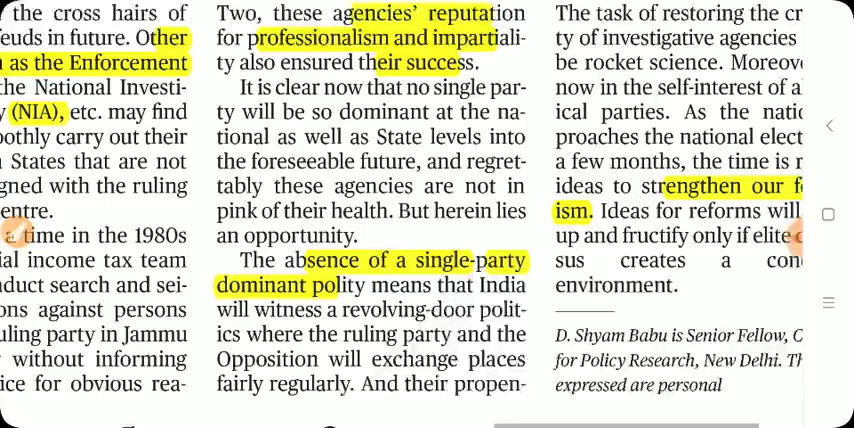 the cross hairs of
feuds in future. Other
as the Enforcement
the National Investi-
(NIA), etc. may find
oothly carry out their
States that are not
gned with the ruling
entre.
a time in the 1980s
ial income tax team
nduct search and sei-
ons against persons
uling party in Jammu
without informing
ice for obvious rea-
Two, these agencies' reputation
for professionalism and impartiali-
ty also ensured their success.
It is clear now that no single par-
ty will be so dominant at the na-
tional as well as State levels into
the foreseeable future, and regret-
tably these agencies are not in
pink of their health. But herein lies
an opportunity.
The absence of a single-party
dominant polity means that India
will witness a revolving-door polit-
ics where the ruling party and the
Opposition will exchange places
fairly regularly. And their propen-
The task of restoring the cr
ty of investigative agencies
be rocket science. Moreov
now in the self-interest of a
ical parties. As the natio
proaches the national elect
a few months, the time is r
ideas to strengthen our f
ism. Ideas for reforms will
up and fructify only if elite
sus creates a con
environment.
D. Shyam Babu is Senior Fellow, C
for Policy Research, New Delhi. Th
expressed are personal